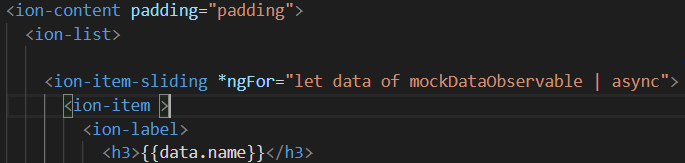 <ion-content padding="padding">
<ion-list>
<ion-item-sliding *ngFor="let data of mockDataObservable | async">
<ion-item >
<ion-label>
<h3>{{data.name}}</h3>